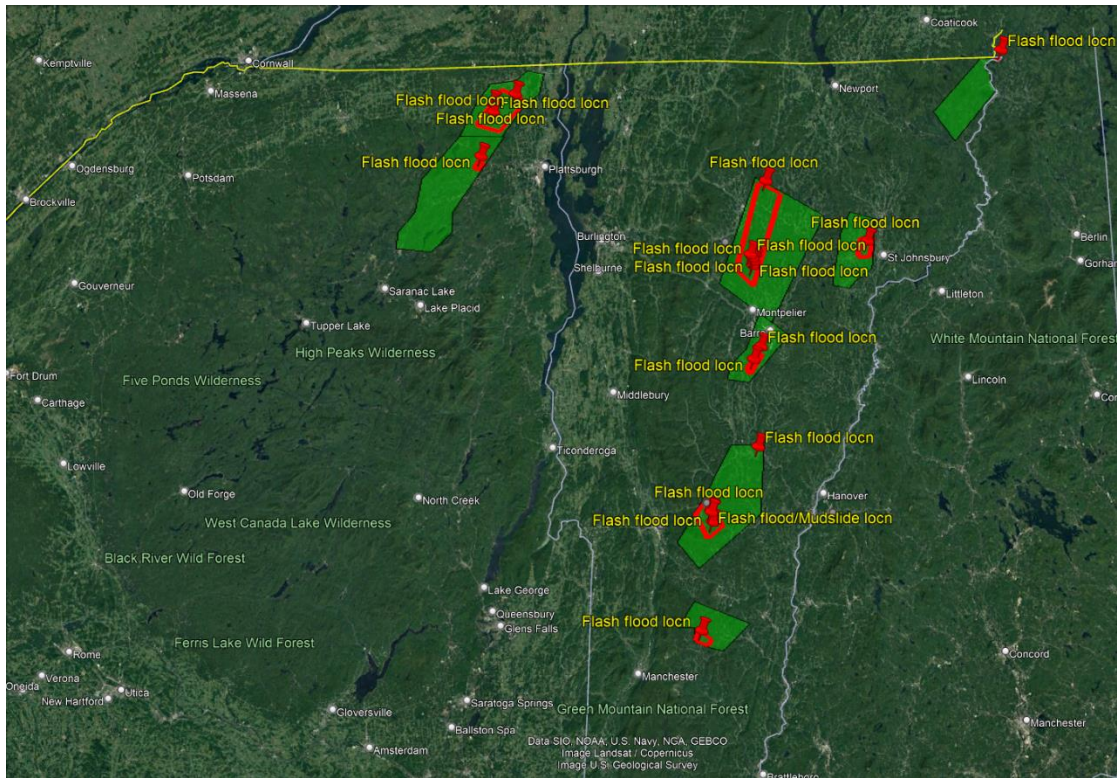 Coaticook
Flash flood locn
Kemptville
Cornwall
Massena
Newport
Flash flood locn
Flash flood locn
Flash flood locn
Flash flood locn
Plattsburgh
Ogdensburg
Potsdam
Flash flood locn
Brockville
Flash flood locn
Burlington
Berlin
Flash flood locn
Flash flood locn
St Johnsbury
Shelburne
Flash flood locn
Flash flood locn
Gouverneur
Saranac Lake
Littleton
Lake Placid
Montpelier
Tupper Lake
Flash flood locn
White Mountain National Forest
High Peaks Wilderness
Flash flood locn
Fort Drum
Five Ponds Wilderness
Lincoln
Carthage
Middlebury
Flash flood locn
Ticonderoga
Lowville
Old Forge
North Creek
Flash flood locn
Hanover
West Canada Lake Wilderness
Flash flood locn
Flash flood/Mudslide locn
Black River Wild Forest
Lake George
Queensbury
Glens Falls
Flash flood locn
Ferris Lake Wild Forest
Rome
Concord
Verona
Manchester
Oneida
Utica
New Hartford
Saratoga Springs
Green Mountain National Forest
Gloversville
Manchester
Ballston Spa
Amsterdam
Data SIO, NOAA, U.S. Navy, NGA, GEBCO
Image Landsat / Copernicus
Image U.S. Geological Survey
Brattleboro